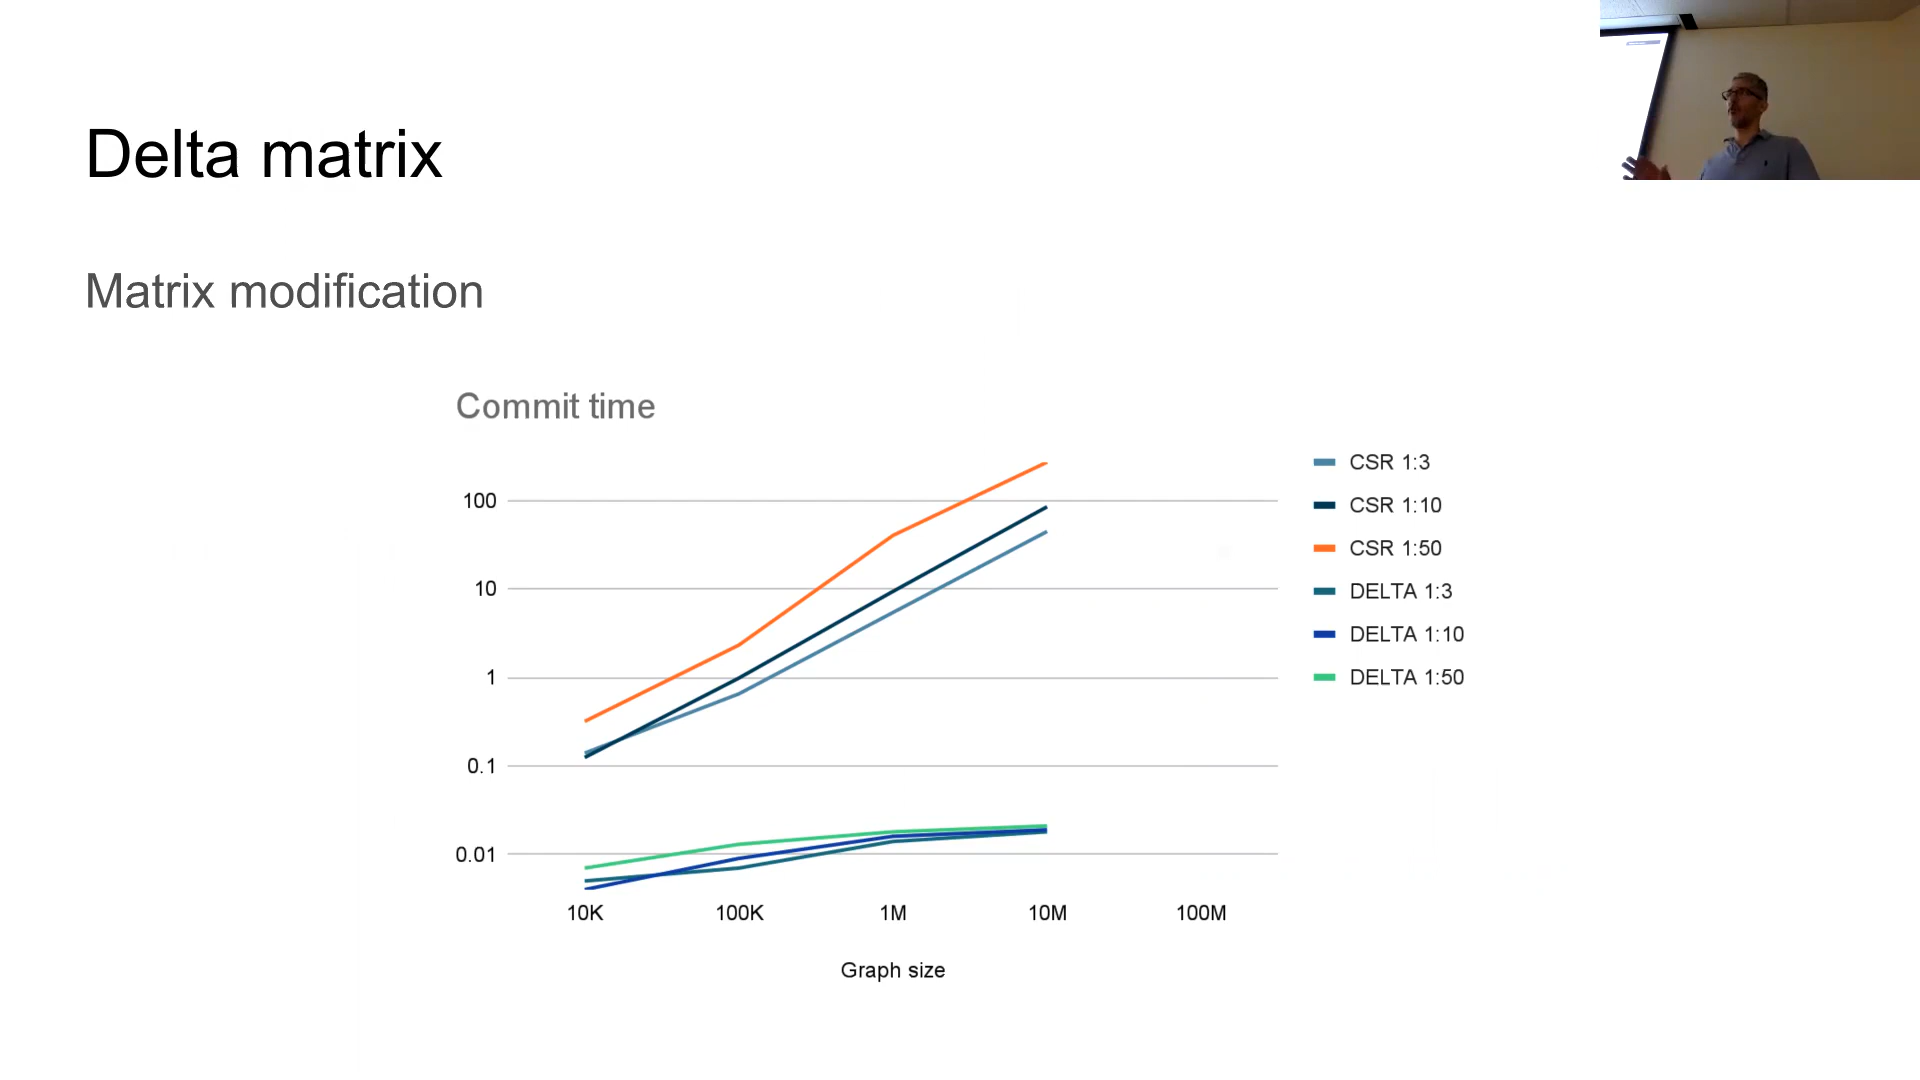 Delta matrix
Matrix modification
Commit time
100
10
1
0.1
0.01
10K
100K
1M
10M
100M
Graph size
CSR 1:3
CSR 1:10
CSR 1:50
DELTA 1:3
DELTA 1:10
DELTA 1:50